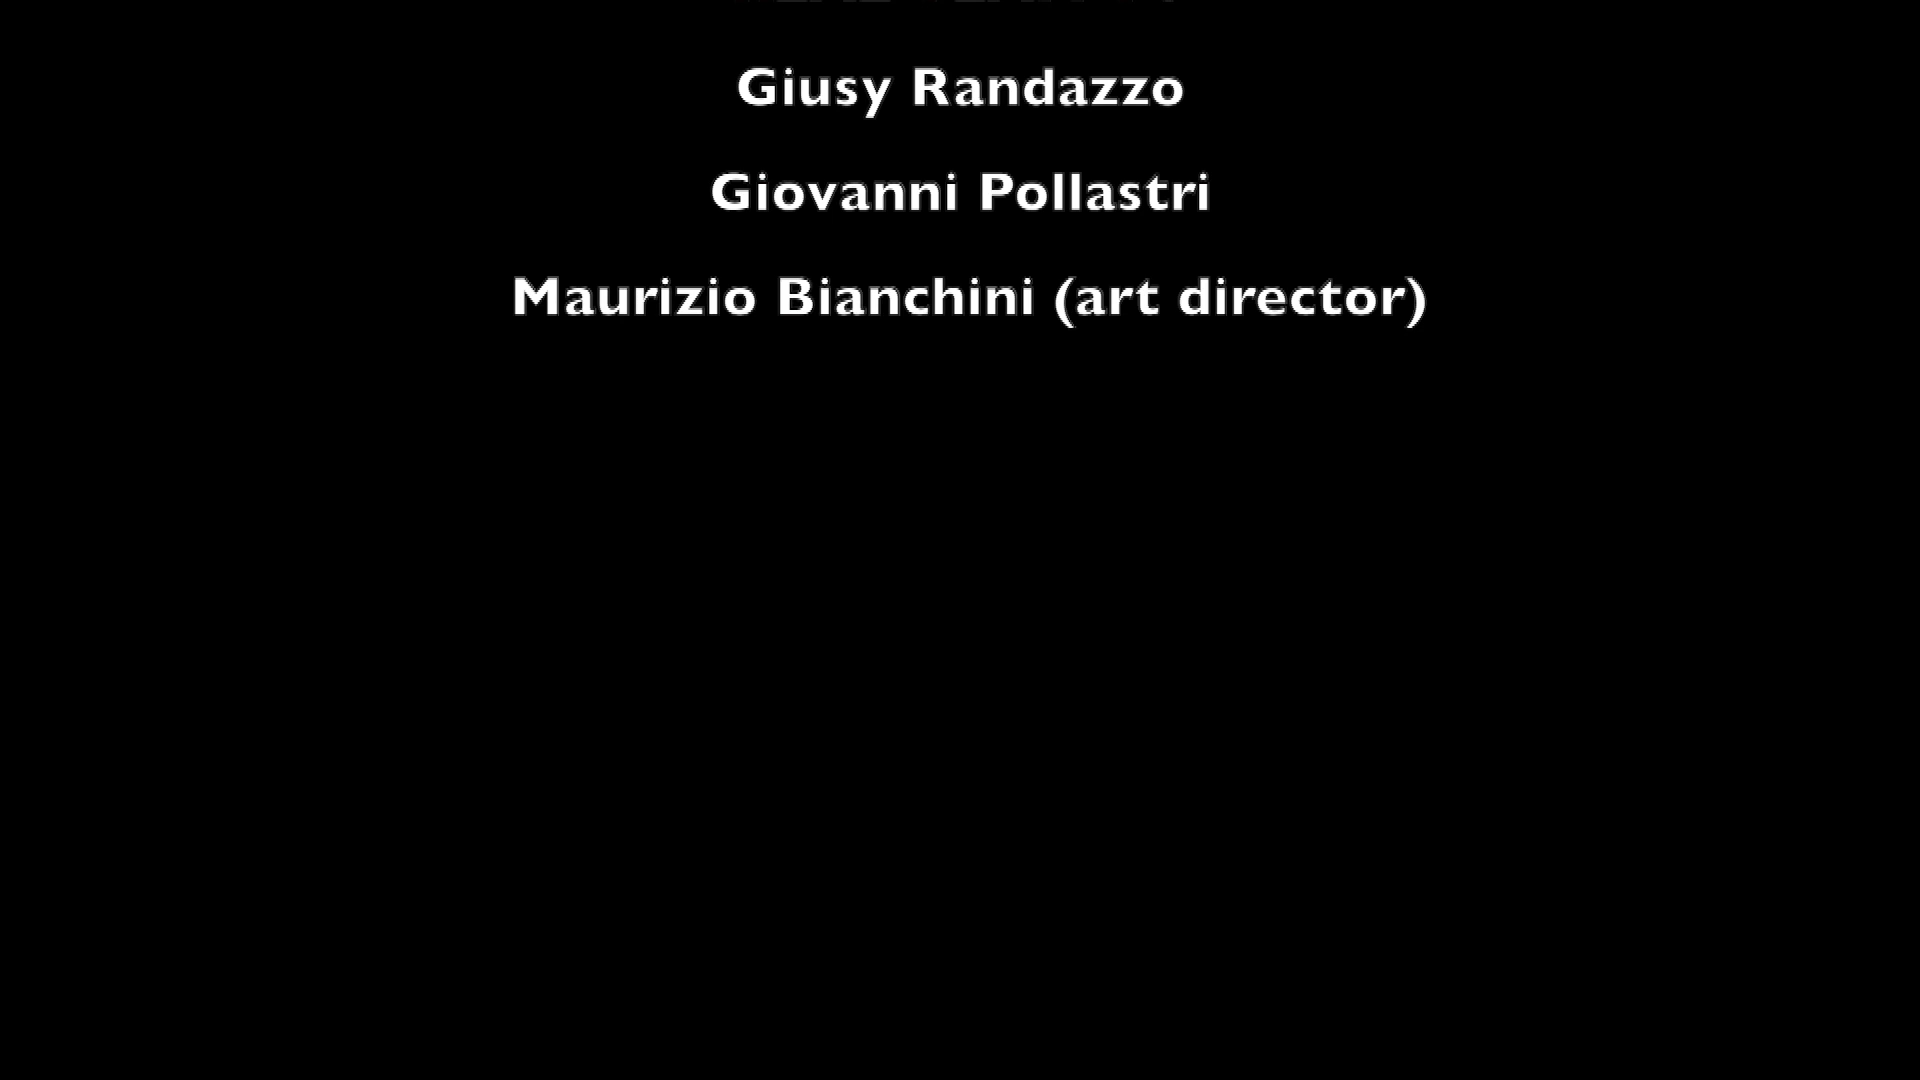 Giusy Randazzo
Giovanni Pollastri
Maurizio Bianchini (art director)